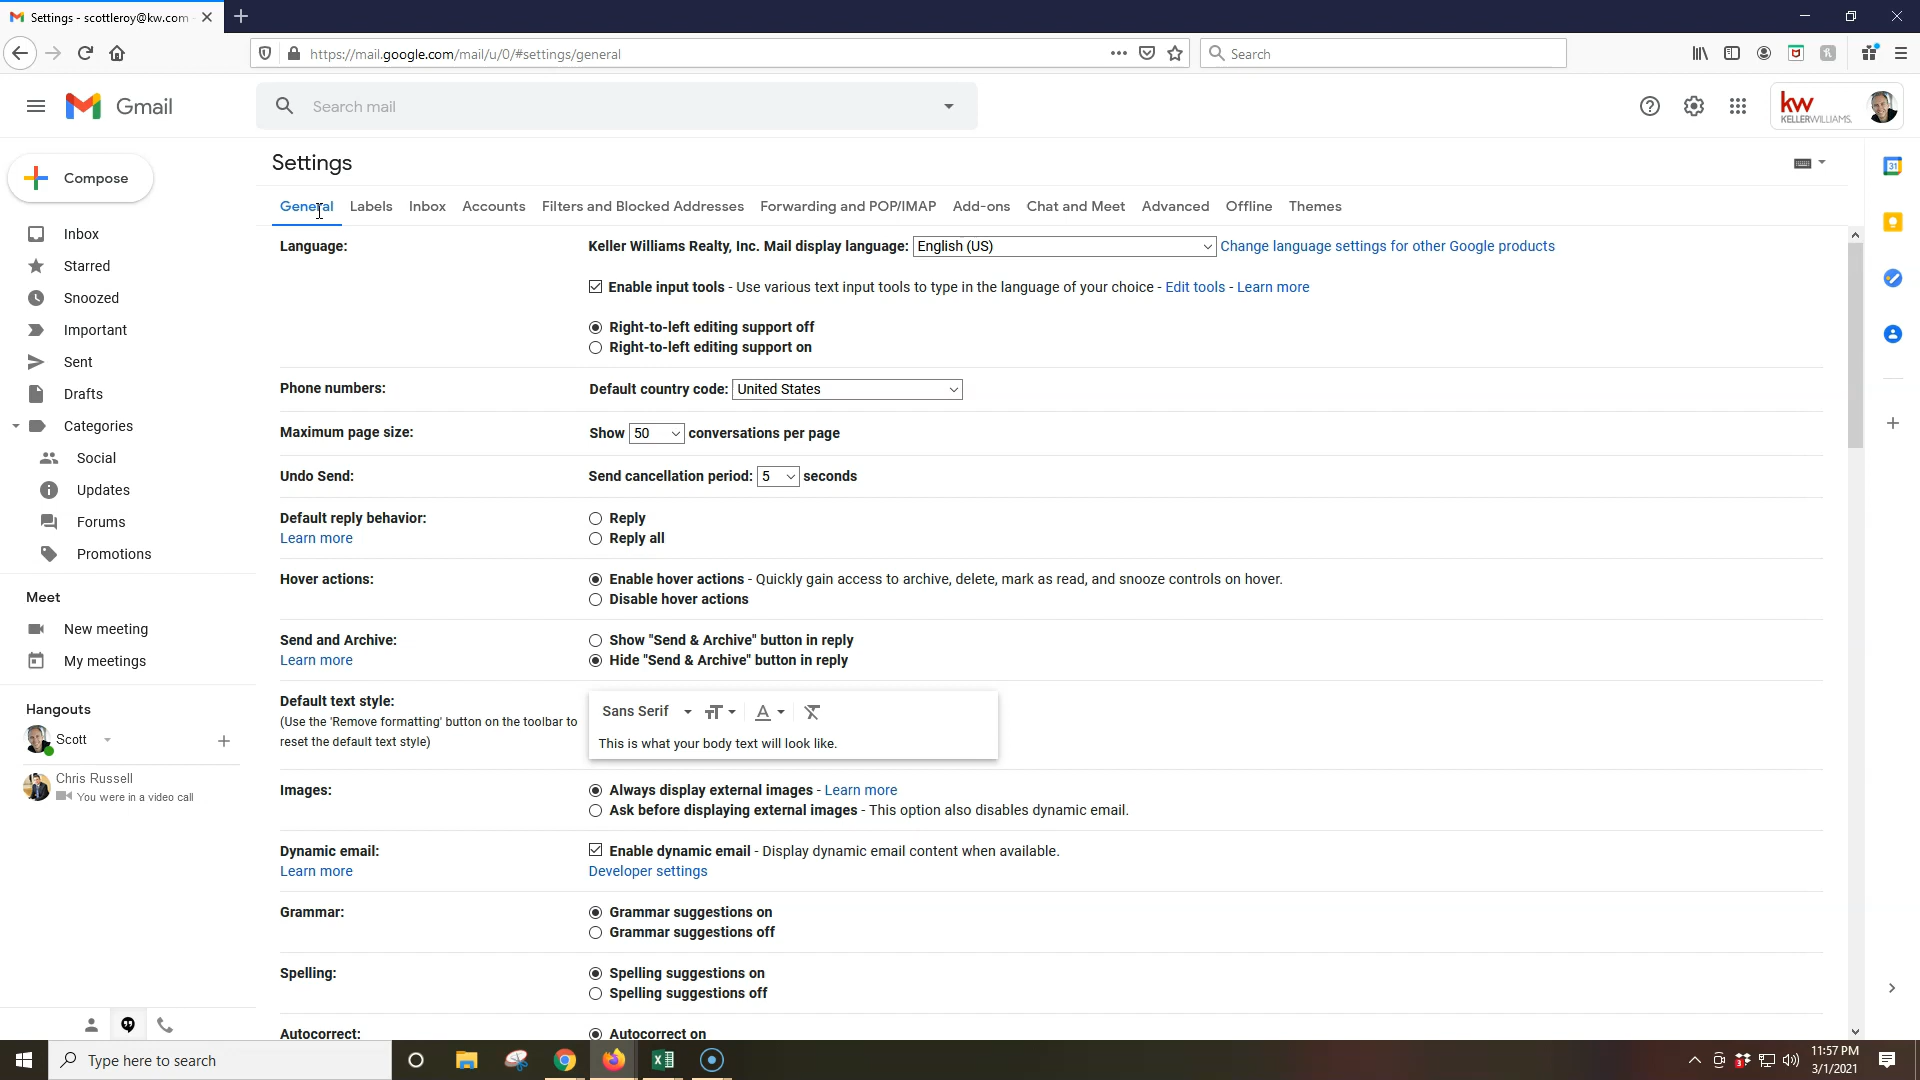 Settings - scottleroy@kw.com
https://mail.google.com/mail/u/0/#settings/general
Search
Gmail
Search mail
kw
KELLERWILLIAMS.
Compose
Inbox
Starred
Snoozed
Important
Sent
Drafts
Categories
Social
Updates
Forums
Promotions
Meet
New meeting
My meetings
Hangouts
Scott
Chris Russell
You were in a video call
Settings
General Labels Inbox Accounts Filters and Blocked Addresses Forwarding and POP/IMAP Add-ons Chat and Meet Advanced Offline Themes
Language:
Keller Williams Realty, Inc. Mail display language: English (US) Change language settings for other Google products
Enable input tools - Use various text input tools to type in the language of your choice - Edit tools - Learn more
Right-to-left editing support off
Right-to-left editing support on
Phone numbers:
Default country code: United States
Maximum page size:
Show 50 conversations per page
Undo Send:
Send cancellation period: 5 seconds
Default reply behavior:
Learn more
Reply
Reply all
Hover actions:
Enable hover actions - Quickly gain access to archive, delete, mark as read, and snooze controls on hover.
Disable hover actions
Send and Archive:
Learn more
Show "Send & Archive" button in reply
Hide "Send & Archive" button in reply
Default text style:
(Use the 'Remove formatting' button on the toolbar to
reset the default text style)
Sans Serif
This is what your body text will look like.
Images:
Always display external images - Learn more
Ask before displaying external images - This option also disables dynamic email.
Dynamic email:
Learn more
Enable dynamic email - Display dynamic email content when available.
Developer settings
Grammar:
Grammar suggestions on
Grammar suggestions off
Spelling:
Spelling suggestions on
Spelling suggestions off
Autocorrect:
Autocorrect on
31
Type here to search
11:57 PM
3/1/2021